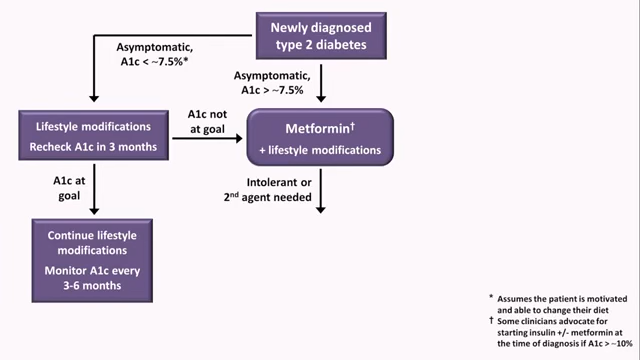 Newly diagnosed
type 2 diabetes
Asymptomatic,
A1c < ~7.5%*
Asymptomatic,
A1c > ~7.5%
Lifestyle modifications
Recheck A1c in 3 months
A1c not
at goal
Metformin†
+ lifestyle modifications
A1c at
goal
Intolerant or
2nd agent needed
Continue lifestyle
modifications
Monitor A1c every
3-6 months
* Assumes the patient is motivated
and able to change their diet
† Some clinicians advocate for
starting insulin +/- metformin at
the time of diagnosis if A1c > ~10%